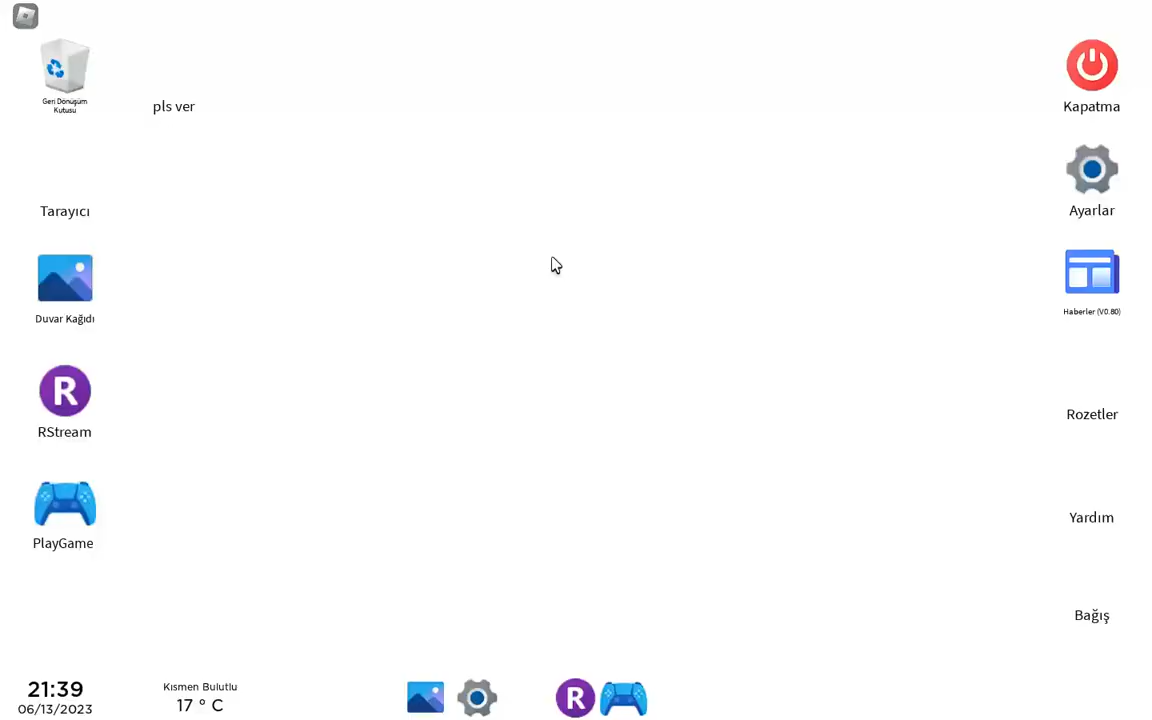 Geri Dönüşüm
Kutusu
pls ver
Kapatma
Tarayıcı
Ayarlar
Duvar Kağıdı
Haberler (V0.80)
R
RStream
Rozetler
PlayGame
Yardım
Bağış
21:39
06/13/2023
Kısmen Bulutlu
17 ° C
R